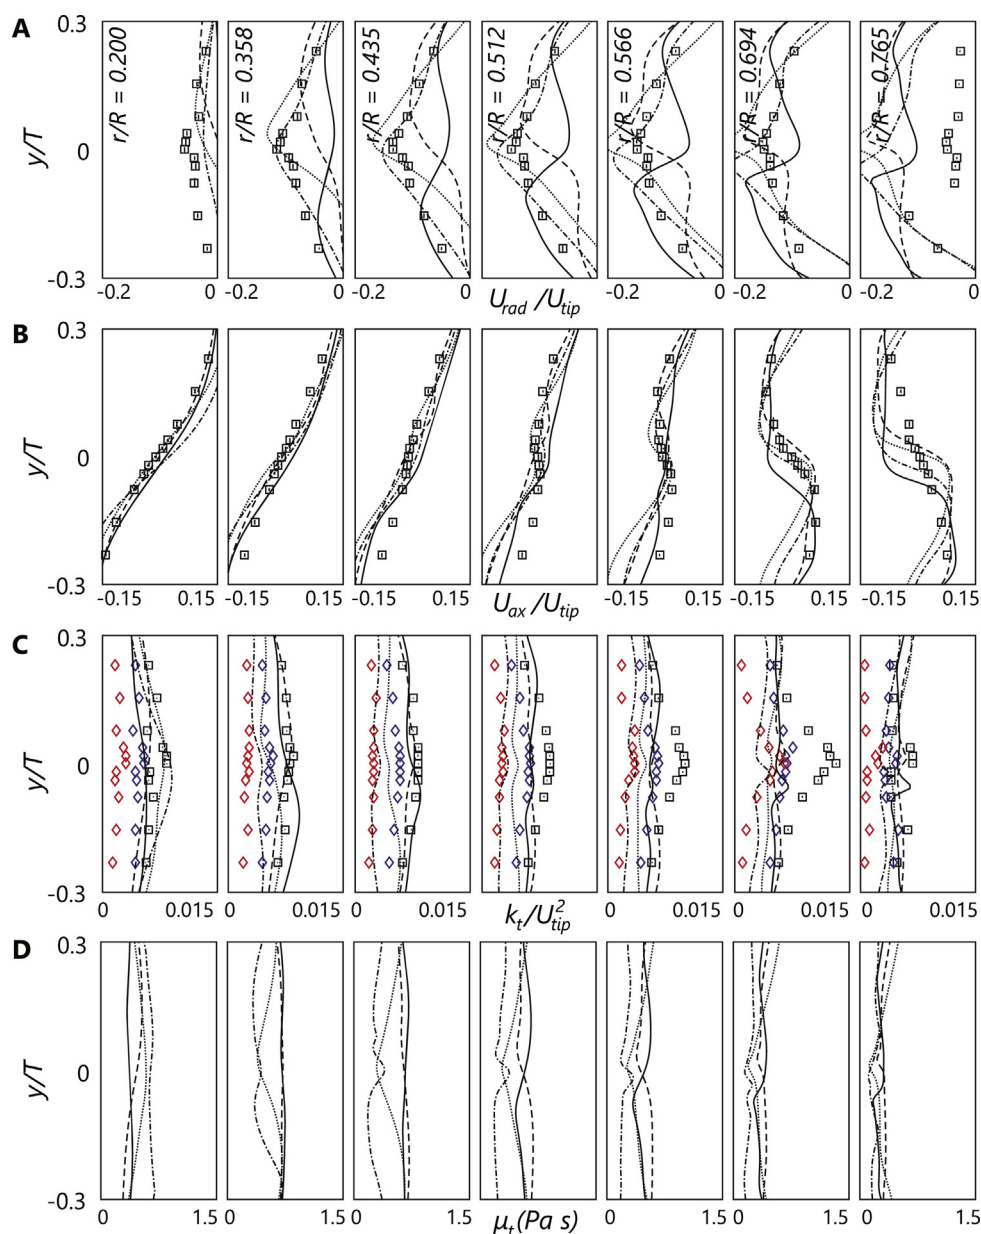 A
0.3
y/T
0
-0.3
r/R = 0.200
r/R = 0.358
r/R = 0.435
r/R = 0.512
r/R = 0.566
r/R = 0.694
r/R = 0.765
-0.2 0 -0.2 0 -0.2 0 -0.2 0 -0.2 0 -0.2 0 -0.2 0
U_rad /U_tip
B
0.3
y/T
0
-0.3
-0.15 0.15 -0.15 0.15 -0.15 0.15 -0.15 0.15 -0.15 0.15 -0.15 0.15 -0.15 0.15
U_ax /U_tip
C
0.3
y/T
0
-0.3
0 0.015 0 0.015 0 0.015 0 0.015 0 0.015 0 0.015 0 0.015
k_t/U²_tip
D
0.3
y/T
0
-0.3
0 1.5 0 1.5 0 1.5 0 1.5 0 1.5 0 1.5 0 1.5
μ_t(Pa s)